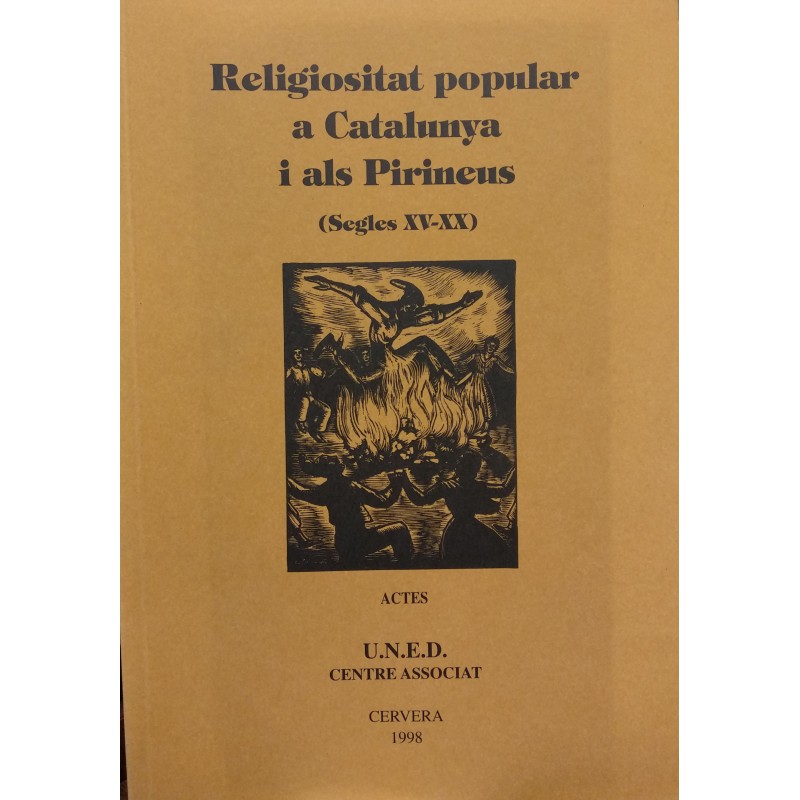 Religiositat popular
a Catalunya
i als Pirineus
(Segles XV-XX)
ACTES
U.N.E.D.
CENTRE ASSOCIAT
CERVERA
1998